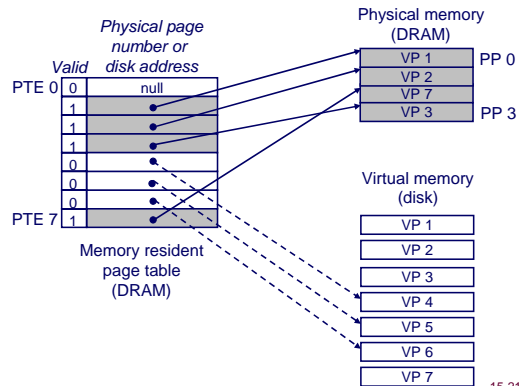 Physical page
number or
disk address
Valid
PTE 0
0
null
1
1
1
0
0
0
PTE 7
1
Memory resident
page table
(DRAM)
Physical memory
(DRAM)
VP 1
PP 0
VP 2
VP 7
VP 3
PP 3
Virtual memory
(disk)
VP 1
VP 2
VP 3
VP 4
VP 5
VP 6
VP 7